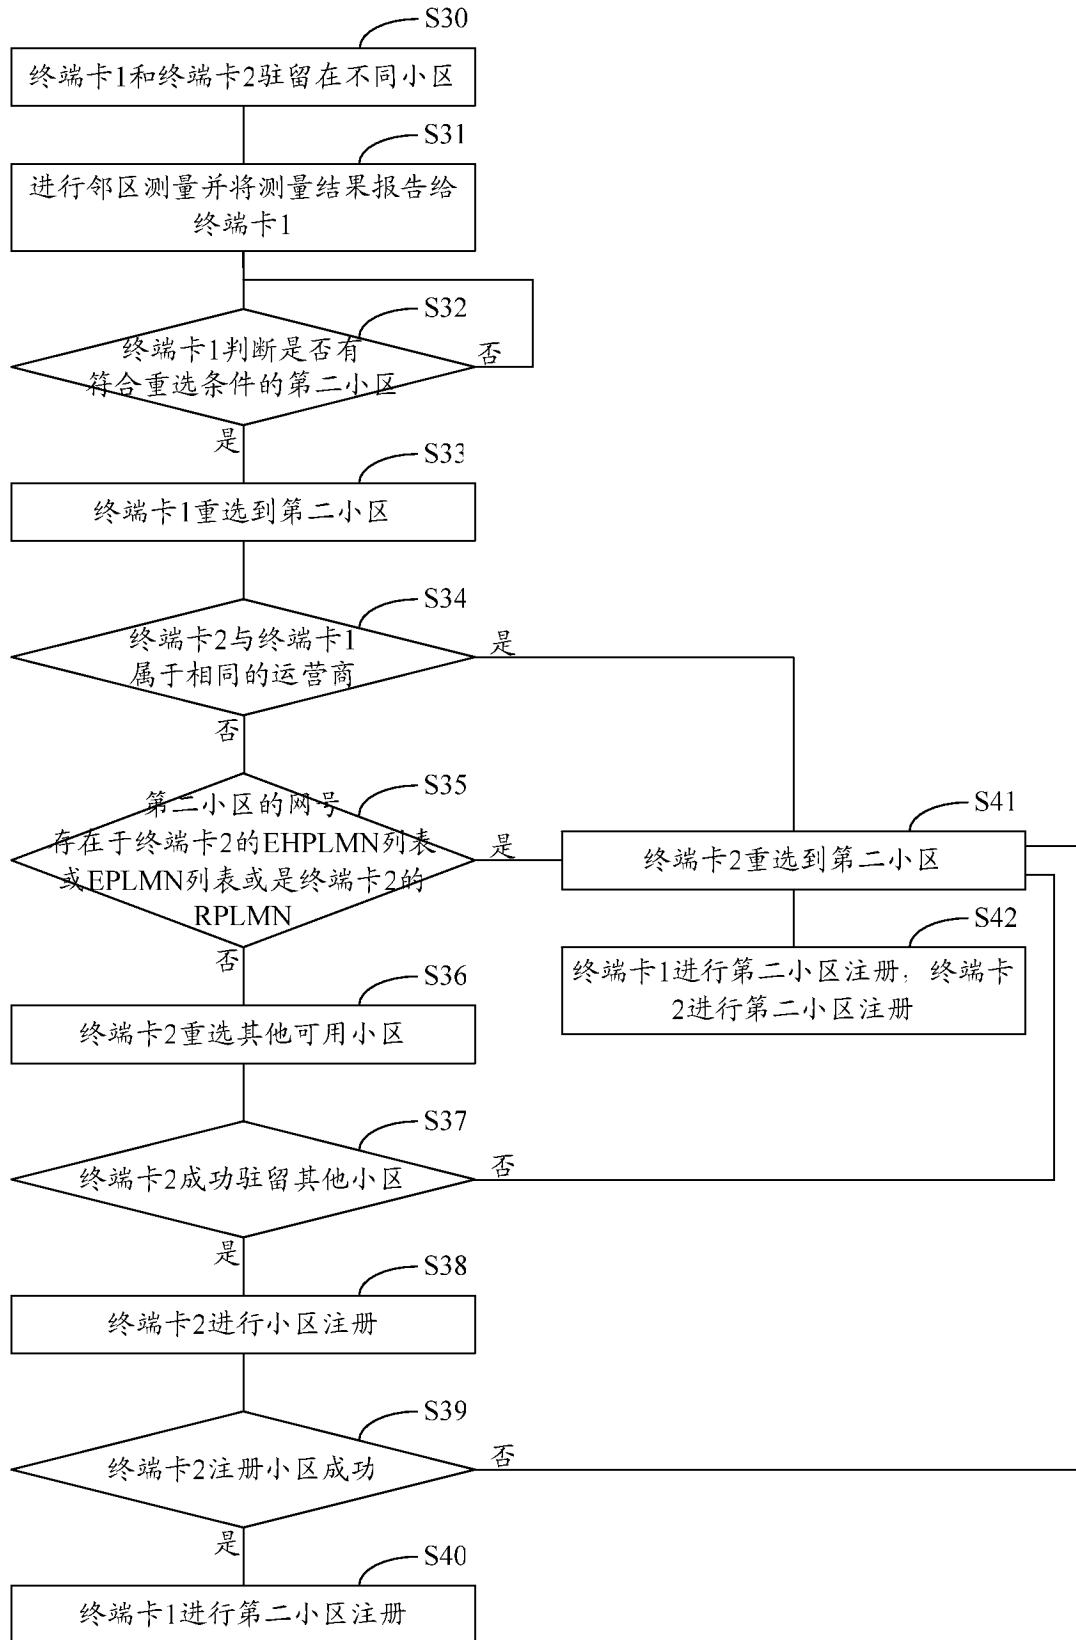 S30
终端卡1和终端卡2驻留在不同小区
S31
进行邻区测量并将测量结果报告给
终端卡1
S32
终端卡1判断是否有
符合重选条件的第二小区
否
是
S33
终端卡1重选到第二小区
S34
终端卡2与终端卡1
属于相同的运营商
是
否
S35
第二小区的网号
存在于终端卡2的EHPLMN列表
或EPLMN列表或是终端卡2的
RPLMN
是
S41
终端卡2重选到第二小区
否
S42
终端卡1进行第二小区注册；终端卡
2进行第二小区注册
S36
终端卡2重选其他可用小区
S37
终端卡2成功驻留其他小区
否
是
S38
终端卡2进行小区注册
S39
终端卡2注册小区成功
否
是
S40
终端卡1进行第二小区注册